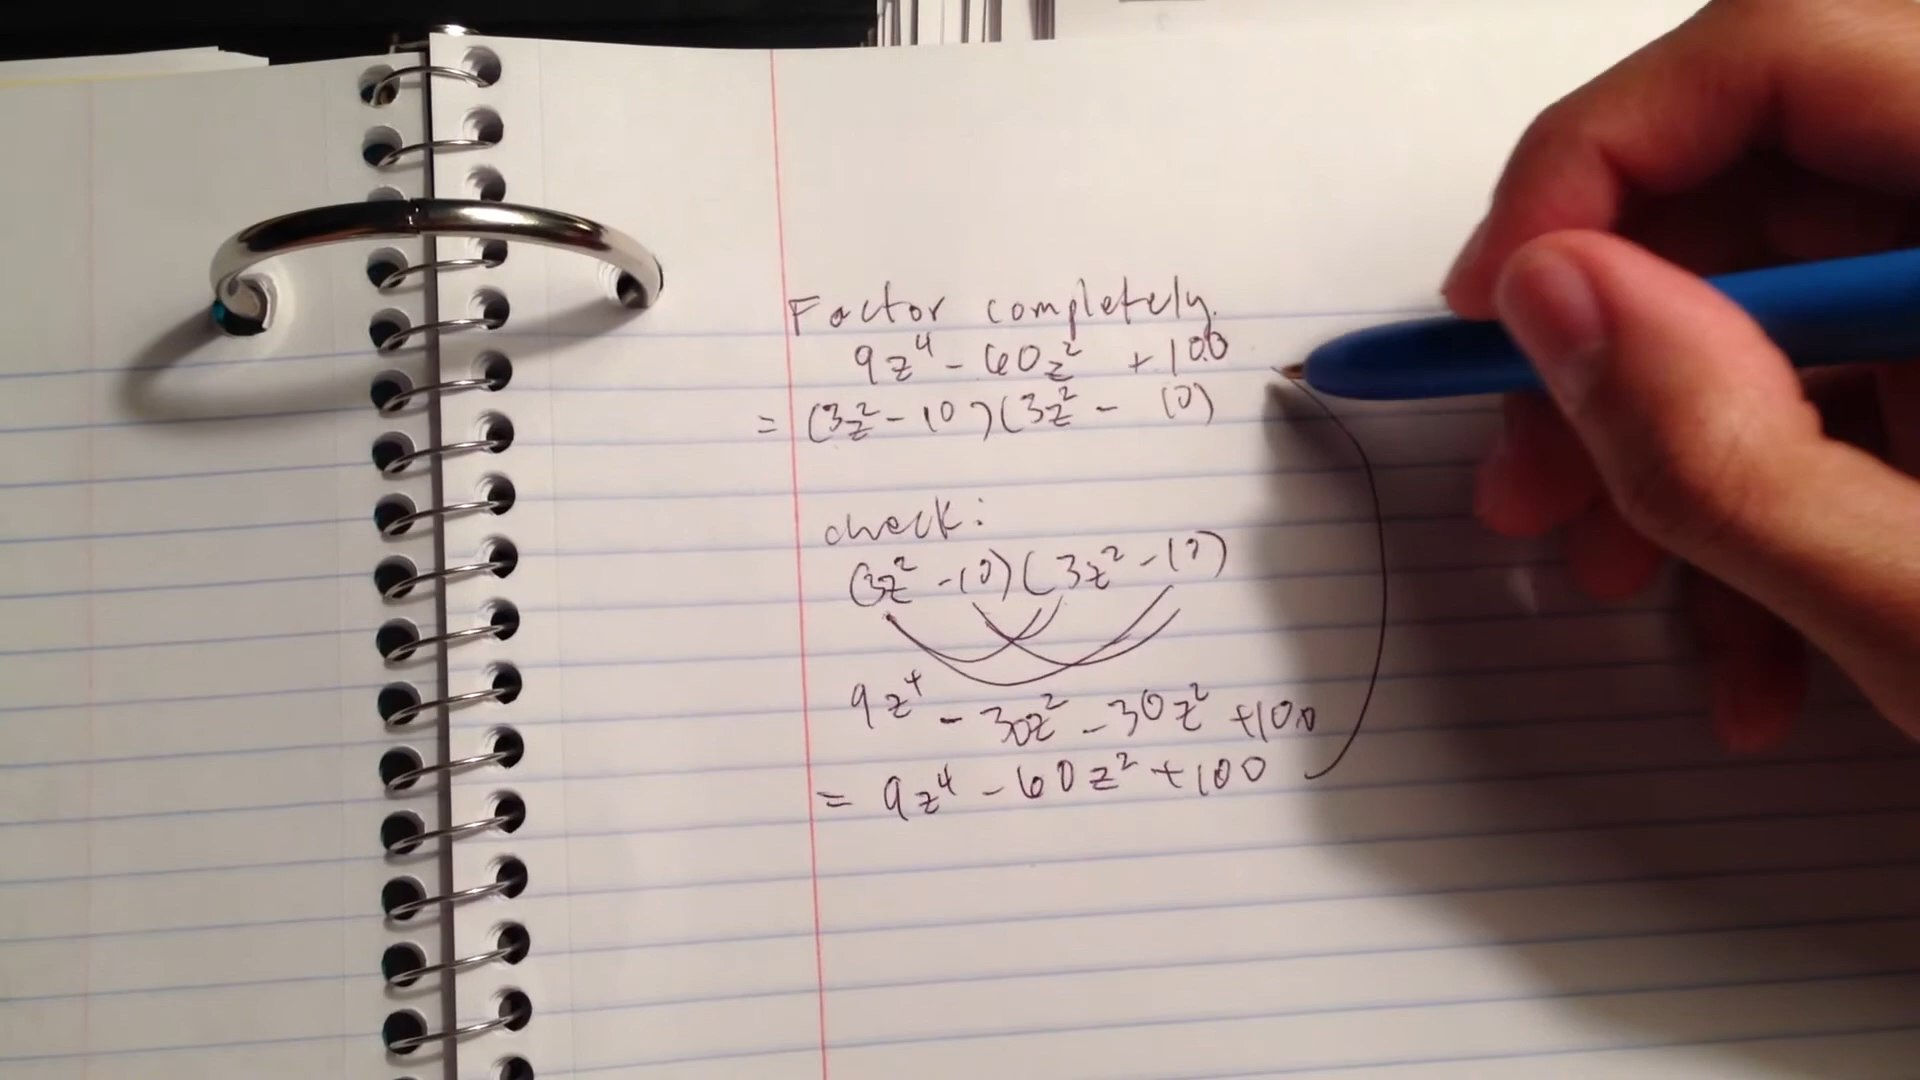 Factor completely.
9z⁴ - 60z² + 100
= (3z² - 10)(3z² - 10)
check:
(3z² - 10)(3z² - 10)
9z⁴ - 30z² - 30z² + 100
= 9z⁴ - 60z² + 100